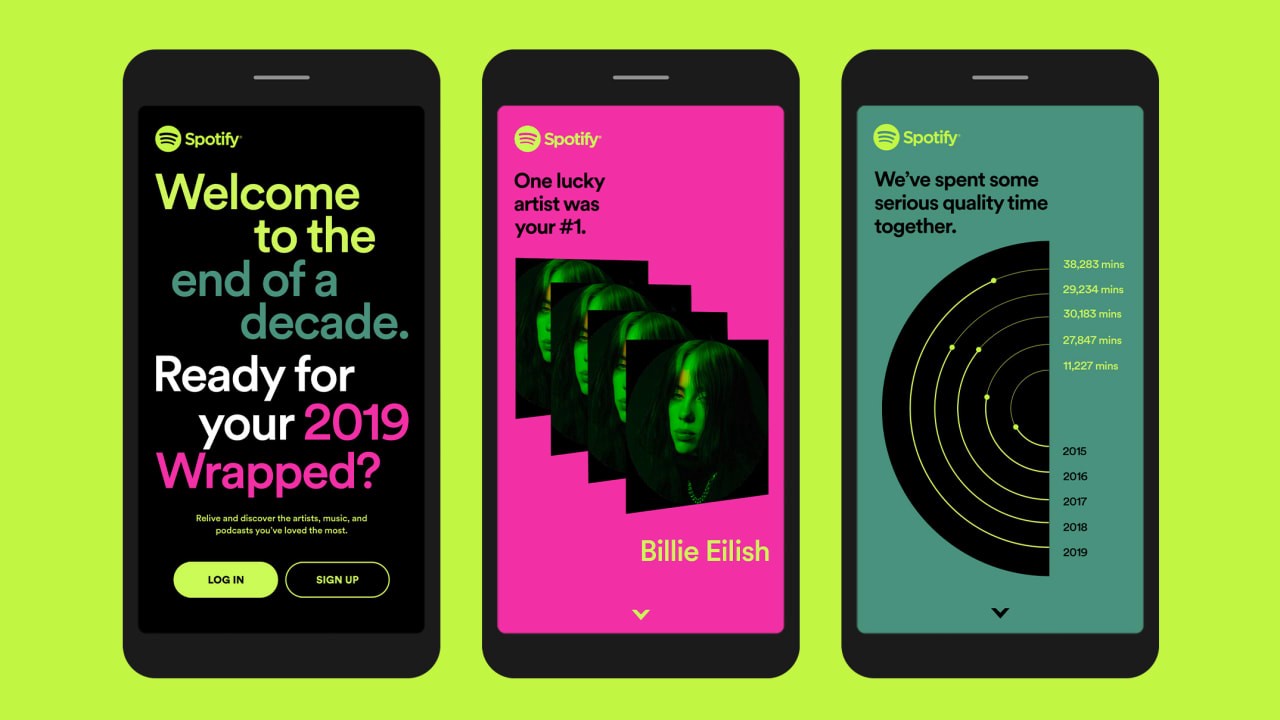 Spotify®
Welcome
to the
end of a
decade.
Ready for
your 2019
Wrapped?
Relive and discover the artists, music, and
podcasts you’ve loved the most.
LOG IN
SIGN UP
Spotify®
One lucky
artist was
your #1.
Billie Eilish
Spotify®
We’ve spent some
serious quality time
together.
38,283 mins
29,234 mins
30,183 mins
27,847 mins
11,227 mins
2015
2016
2017
2018
2019